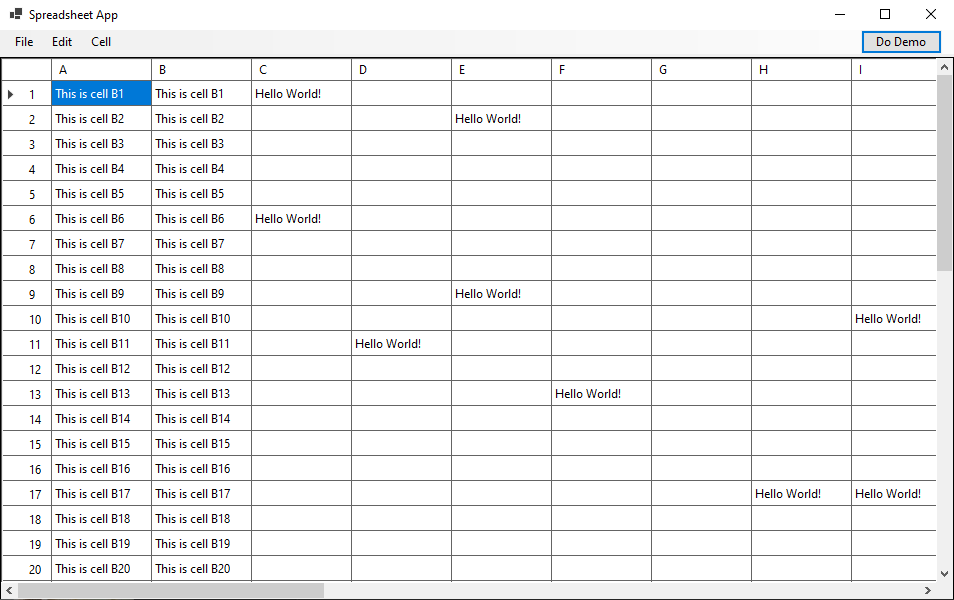 Spreadsheet App
File Edit Cell Do Demo
A B C D E F G H I
1 This is cell B1 This is cell B1 Hello World!
2 This is cell B2 This is cell B2 Hello World!
3 This is cell B3 This is cell B3
4 This is cell B4 This is cell B4
5 This is cell B5 This is cell B5
6 This is cell B6 This is cell B6 Hello World!
7 This is cell B7 This is cell B7
8 This is cell B8 This is cell B8
9 This is cell B9 This is cell B9 Hello World!
10 This is cell B10 This is cell B10 Hello World!
11 This is cell B11 This is cell B11 Hello World!
12 This is cell B12 This is cell B12
13 This is cell B13 This is cell B13 Hello World!
14 This is cell B14 This is cell B14
15 This is cell B15 This is cell B15
16 This is cell B16 This is cell B16
17 This is cell B17 This is cell B17 Hello World! Hello World!
18 This is cell B18 This is cell B18
19 This is cell B19 This is cell B19
20 This is cell B20 This is cell B20